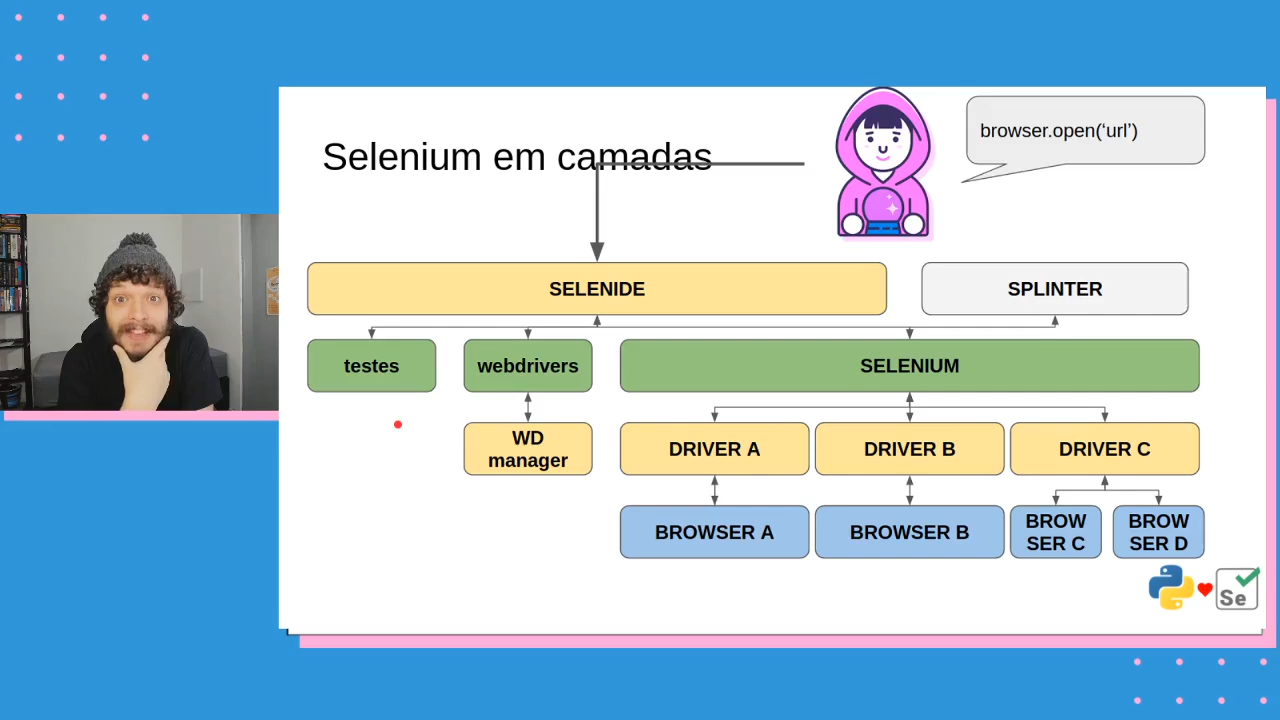 Selenium em camadas
browser.open(‘url’)
SELENIDE
SPLINTER
testes
webdrivers
SELENIUM
WD
manager
DRIVER A
DRIVER B
DRIVER C
BROWSER A
BROWSER B
BROW
SER C
BROW
SER D
Se